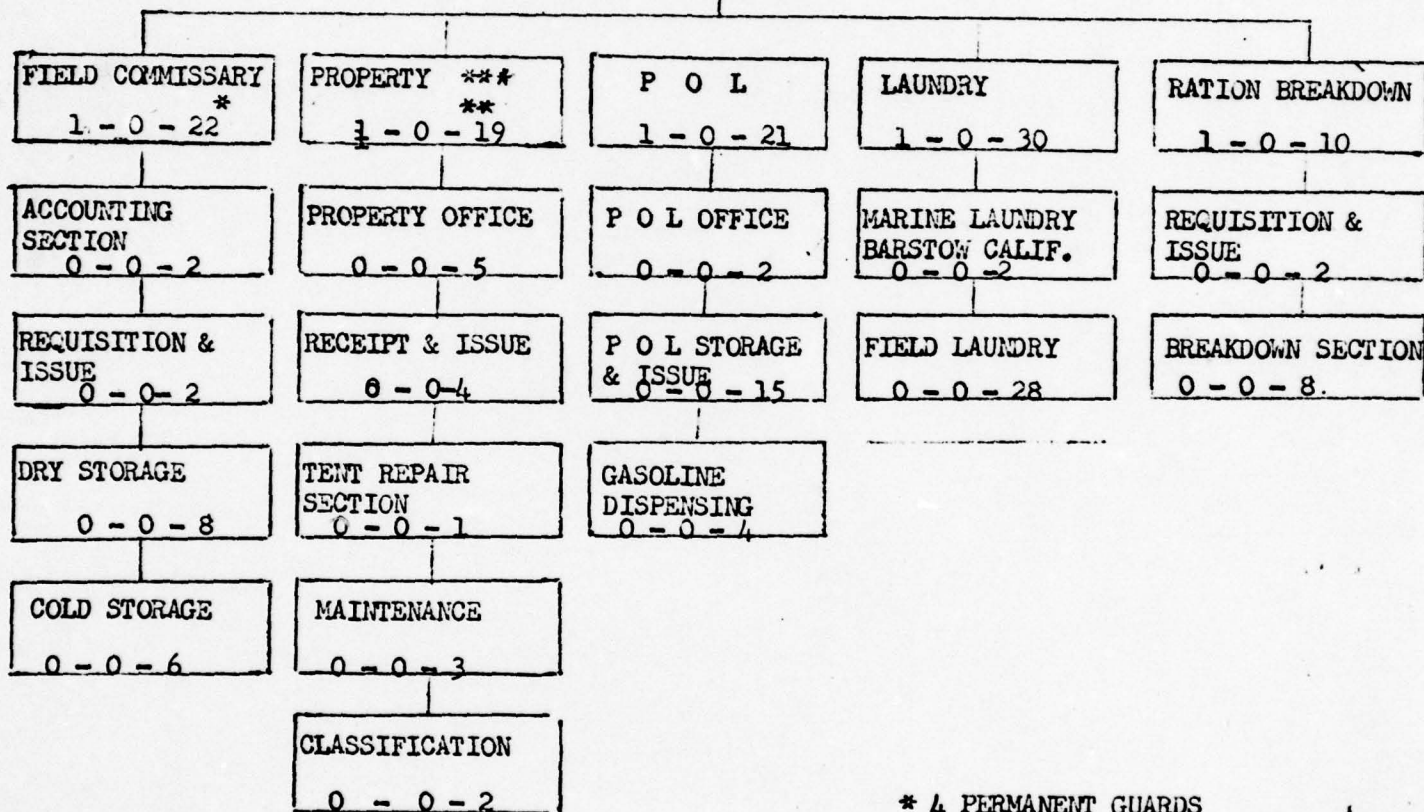 FIELD COMMISSARY
*
1 - 0 - 22
ACCOUNTING
SECTION
0 - 0 - 2
REQUISITION &
ISSUE
0 - 0- 2
DRY STORAGE
0 - 0 - 8
COLD STORAGE
0 - 0 - 6
PROPERTY ***
**
1 - 0 - 19
PROPERTY OFFICE
0 - 0 - 5
RECEIPT & ISSUE
0 - 0-4
TENT REPAIR
SECTION
0 - 0 - 1
MAINTENANCE
0 - 0 - 3
CLASSIFICATION
0 - 0 - 2
P O L
1 - 0 - 21
P O L OFFICE
0 - 0 - 2
P O L STORAGE
& ISSUE
0 - 0 - 15
GASOLINE
DISPENSING
0 - 0 - 4
LAUNDRY
1 - 0 - 30
MARINE LAUNDRY
BARSTOW CALIF.
0 - 0 -2
FIELD LAUNDRY
0 - 0 - 28
RATION BREAKDOWN
1 - 0 - 10
REQUISITION &
ISSUE
0 - 0 - 2
BREAKDOWN SECTION
0 - 0 - 8.
* 4 PERMANENT GUARDS